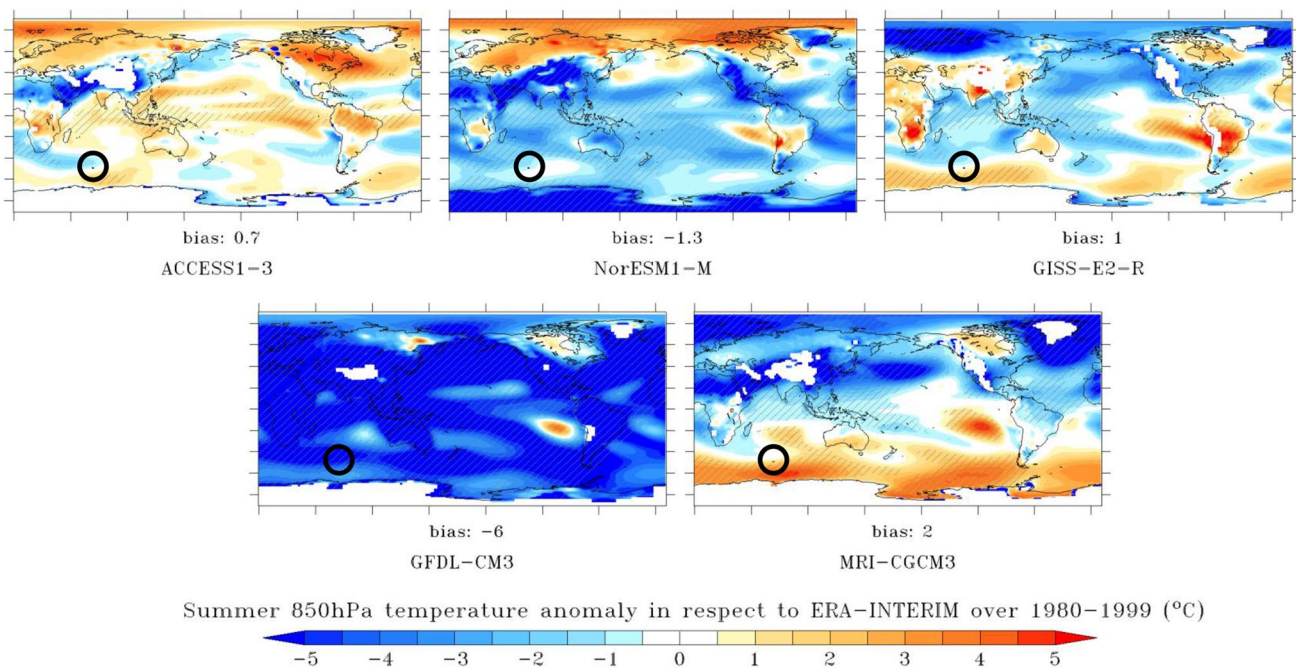 bias: 0.7
bias: −1.3
bias: 1
ACCESS1−3
NorESM1−M
GISS−E2−R
bias: −6
bias: 2
GFDL−CM3
MRI−CGCM3
Summer 850hPa temperature anomaly in respect to ERA−INTERIM over 1980−1999 (°C)
−5 −4 −3 −2 −1 0 1 2 3 4 5